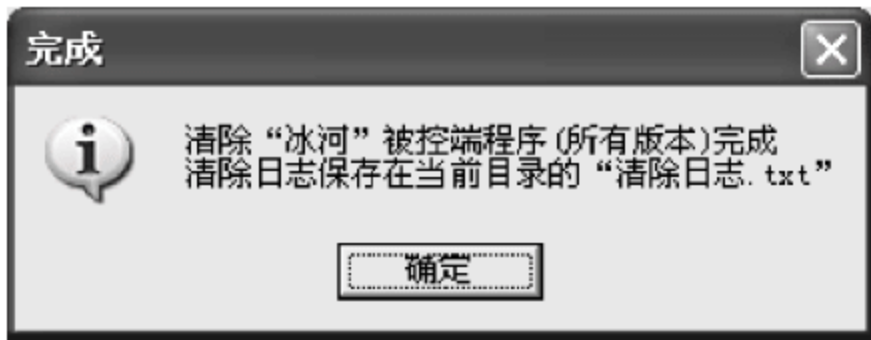 完成
清除“冰河”被控端程序(所有版本)完成
清除日志保存在当前目录的“清除日志.txt”
确定